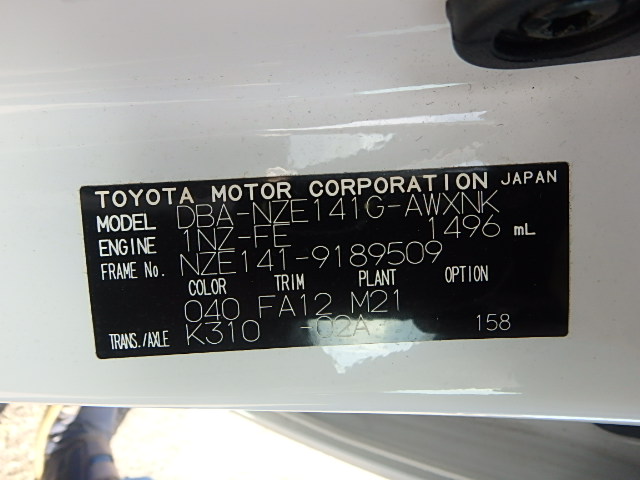 TOYOTA MOTOR CORPORATION JAPAN
MODEL DBA-NZE141G-AWXNK
ENGINE 1NZ-FE 1496 mL
FRAME No. NZE141-9189509
COLOR TRIM PLANT OPTION
040 FA12 M21
TRANS./AXLE K310 -02A 158